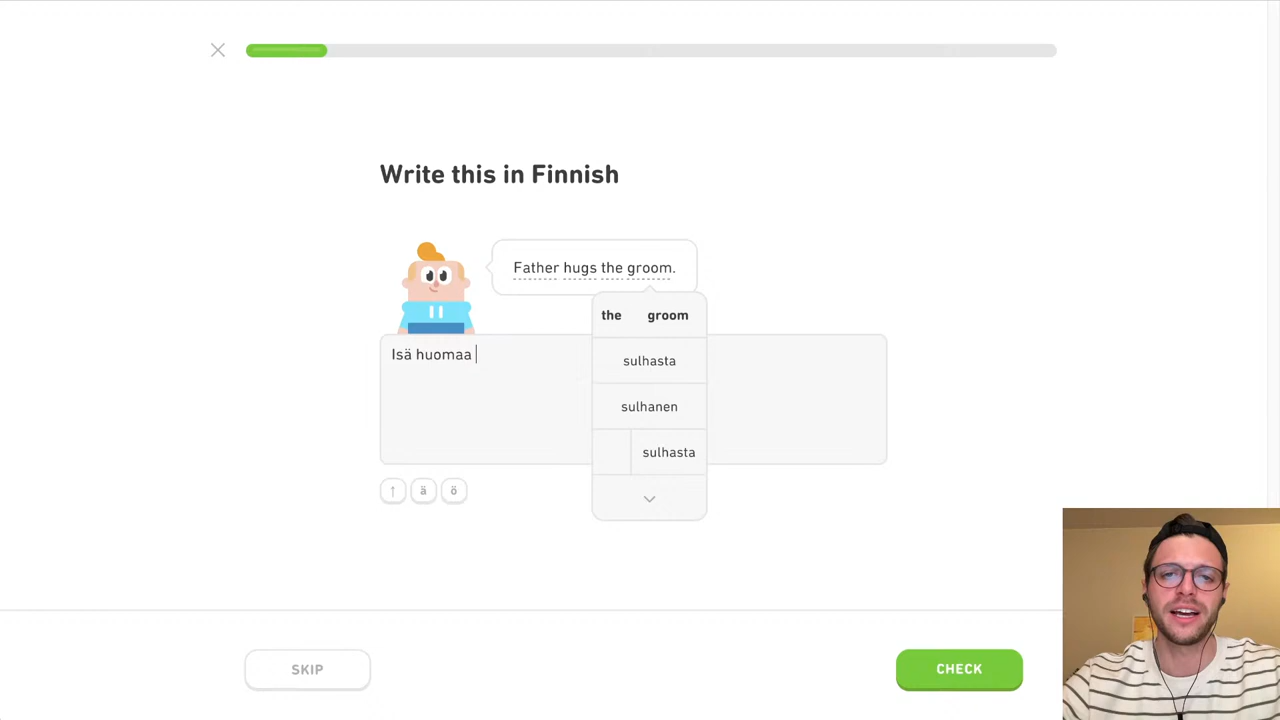 Write this in Finnish
Father hugs the groom.
the groom
sulhasta
sulhanen
sulhasta
Isä huomaa
↑ ä ö
SKIP
CHECK